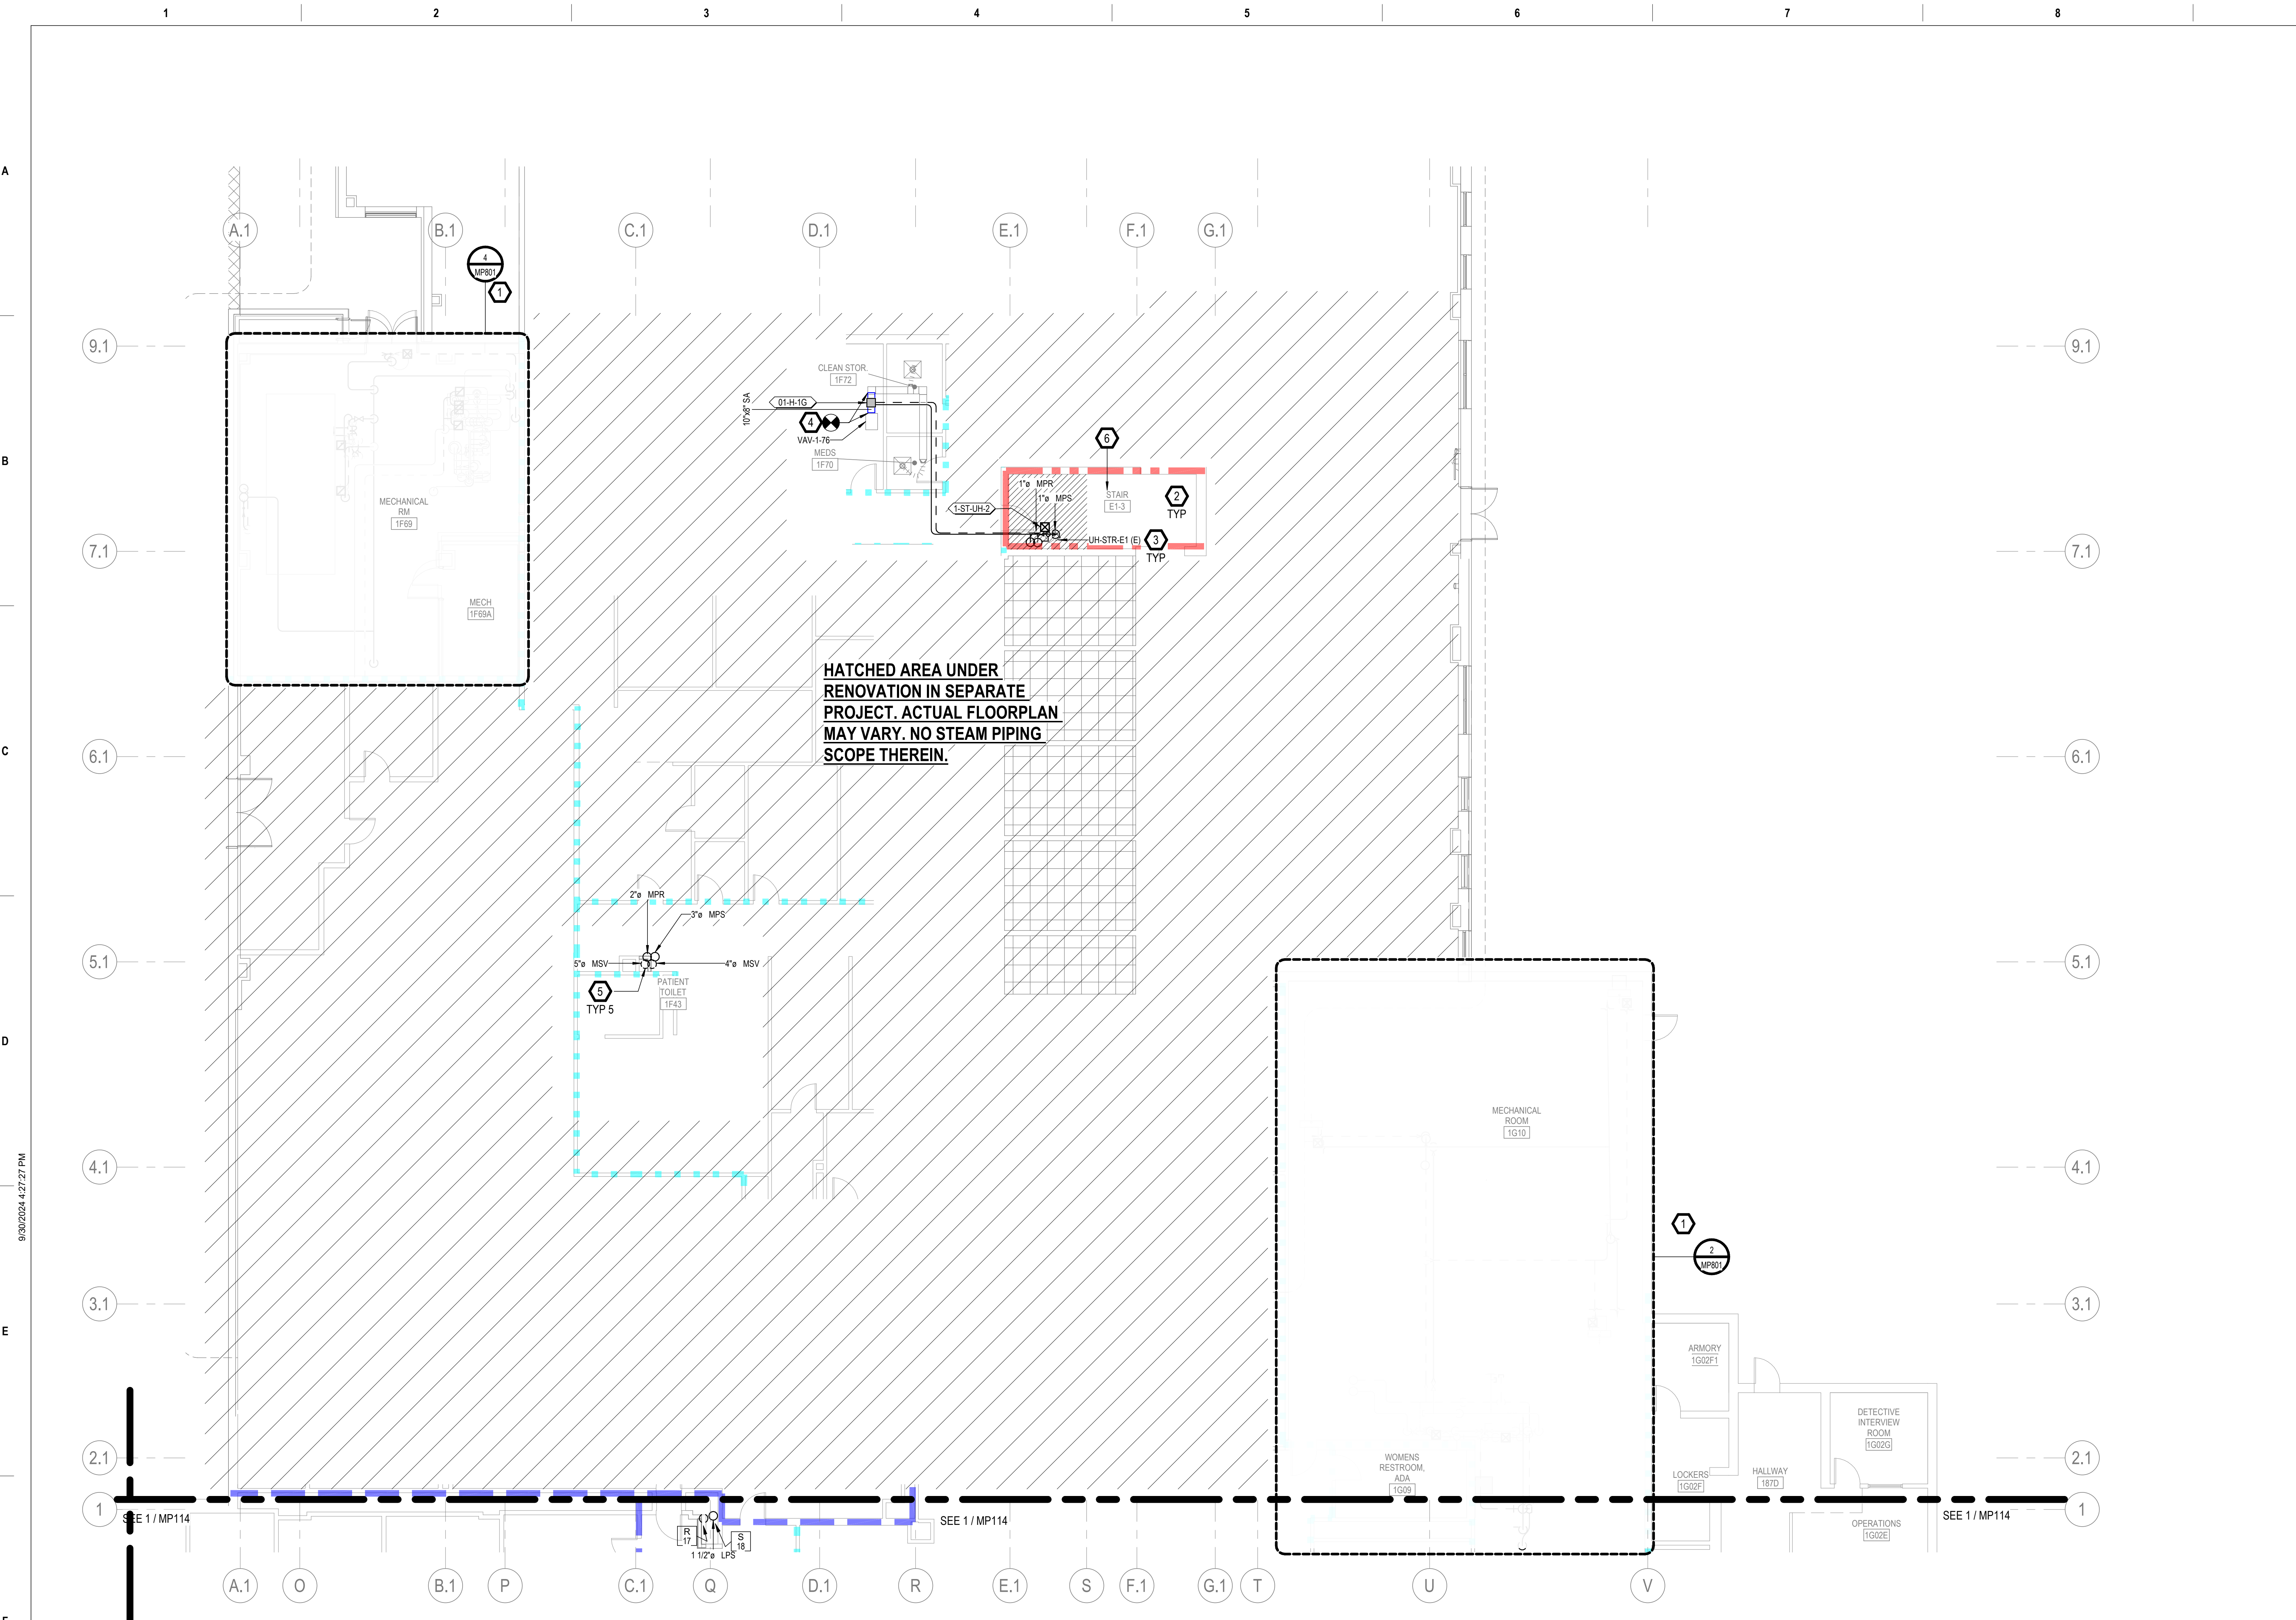 1
2
3
4
5
6
7
8
A
B
C
D
E
F
A.1
B.1
C.1
D.1
E.1
F.1
G.1
4
MP801
1
9.1
9.1
CLEAN STOR.
1F72
10"x8" SA
01-H-1G
4
VAV-1-76
MEDS
1F70
6
1"ø MPR
1"ø MPS
STAIR
E1-3
2
TYP
1-ST-UH-2
UH-STR-E1 (E)
3
TYP
MECHANICAL
RM
1F69
7.1
7.1
MECH
1F69A
HATCHED AREA UNDER
RENOVATION IN SEPARATE
PROJECT. ACTUAL FLOORPLAN
MAY VARY. NO STEAM PIPING
SCOPE THEREIN.
6.1
6.1
2"ø MPR
3"ø MPS
5"ø MSV
4"ø MSV
5
TYP 5
PATIENT
TOILET
1F43
5.1
5.1
MECHANICAL
ROOM
1G10
4.1
4.1
9/30/2024 4:27:27 PM
1
2
MP801
3.1
3.1
ARMORY
1G02F1
DETECTIVE
INTERVIEW
ROOM
1G02G
WOMENS
RESTROOM,
ADA
1G09
LOCKERS
1G02F
HALLWAY
187D
2.1
2.1
1
1
SEE 1 / MP114
SEE 1 / MP114
SEE 1 / MP114
OPERATIONS
1G02E
R
17
S
18
1 1/2"ø LPS
A.1
O
B.1
P
C.1
Q
D.1
R
E.1
S
F.1
G.1
T
U
V